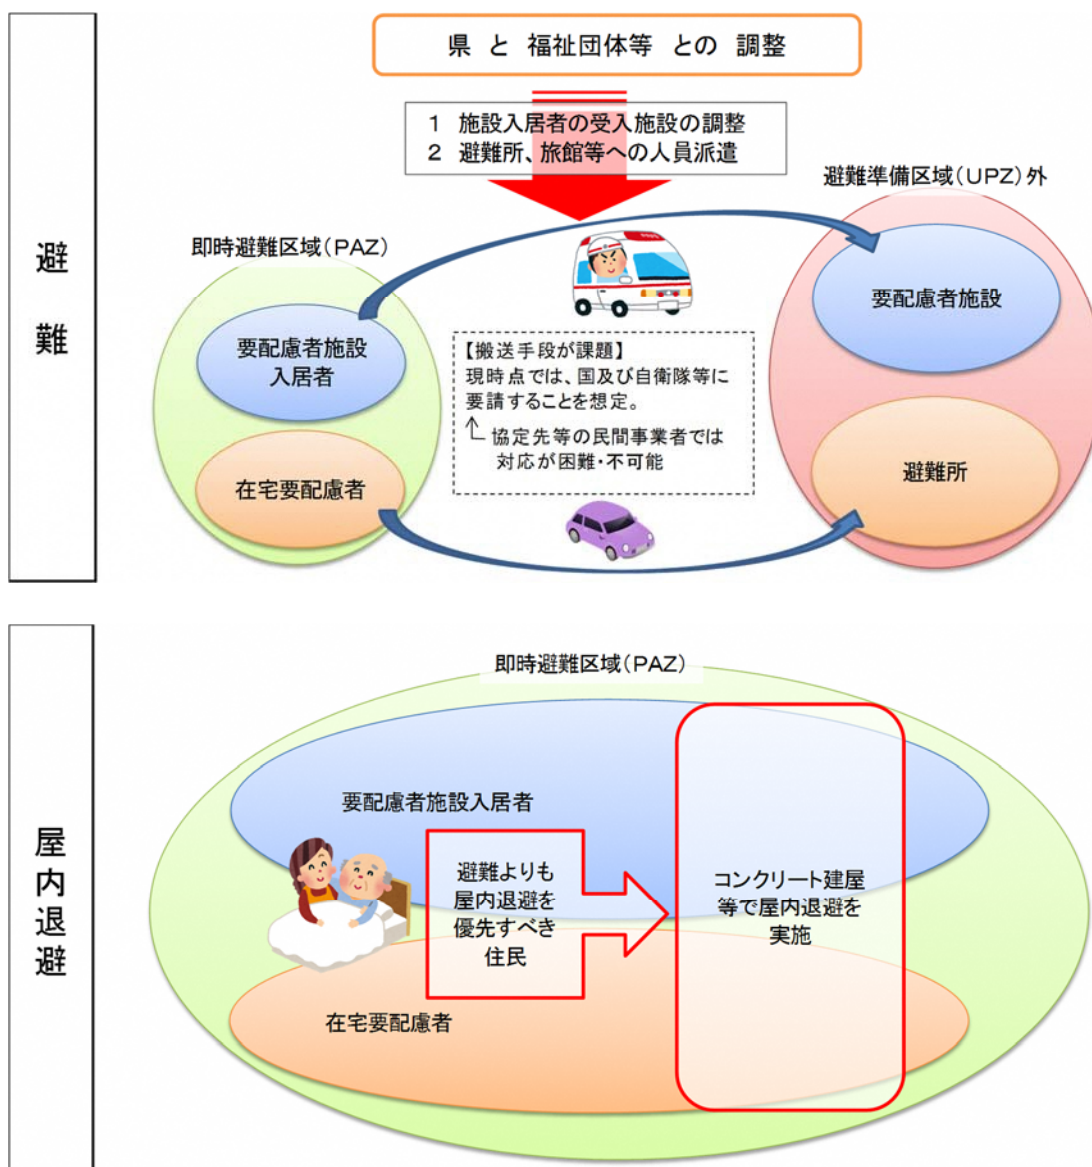 県 と 福祉団体等 との 調整
1 施設入居者の受入施設の調整
2 避難所、旅館等への人員派遣
避難準備区域(UPZ)外
避難
即時避難区域(PAZ)
要配慮者施設
入居者
在宅要配慮者
【搬送手段が課題】
現時点では、国及び自衛隊等に
要請することを想定。
協定先等の民間事業者では
対応が困難・不可能
要配慮者施設
避難所
屋内退避
即時避難区域(PAZ)
要配慮者施設入居者
避難よりも
屋内退避を
優先すべき
住民
コンクリート建屋
等で屋内退避を
実施
在宅要配慮者